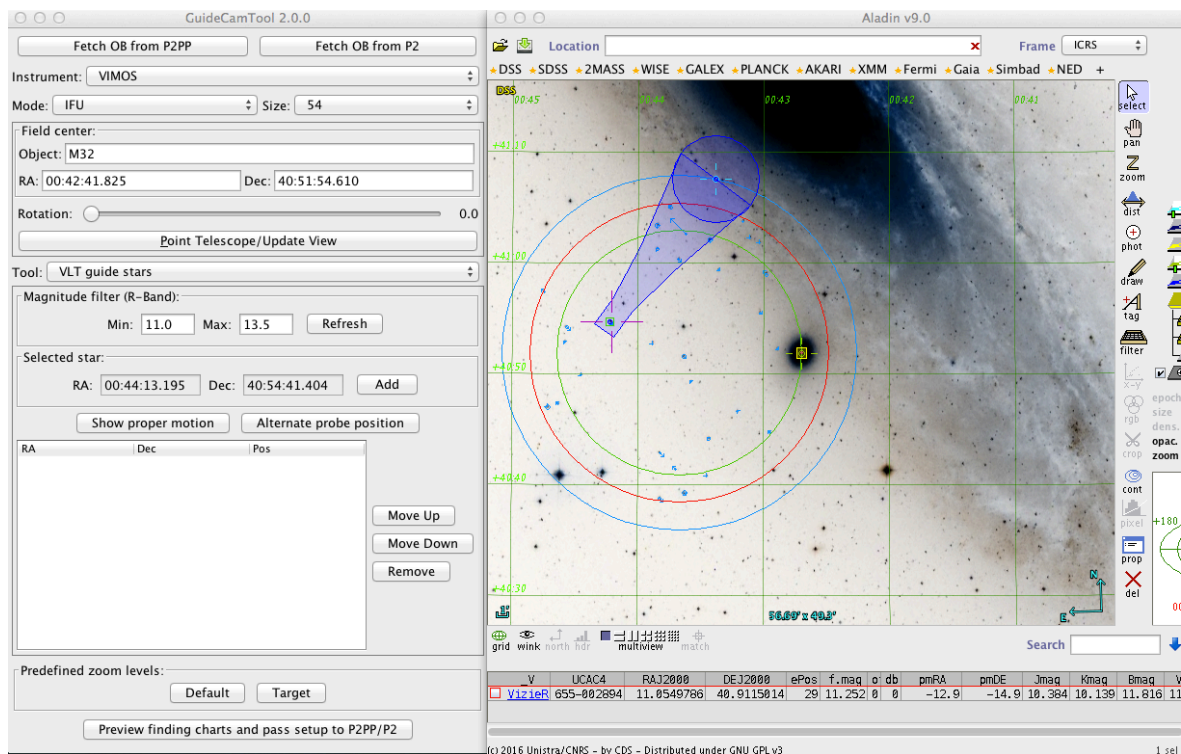 GuideCamTool 2.0.0
Fetch OB from P2PP Fetch OB from P2
Instrument: VIMOS
Mode: IFU Size: 54
Field center:
Object: M32
RA: 00:42:41.825 Dec: 40:51:54.610
Rotation: 0.0
Point Telescope/Update View
Tool: VLT guide stars
Magnitude filter (R-Band):
Min: 11.0 Max: 13.5 Refresh
Selected star:
RA: 00:44:13.195 Dec: 40:54:41.404 Add
Show proper motion Alternate probe position
RA Dec Pos
Move Up
Move Down
Remove
Predefined zoom levels:
Default Target
Preview finding charts and pass setup to P2PP/P2
Aladin v9.0
Location Frame ICRS
DSS SDSS 2MASS WISE GALEX PLANCK AKARI XMM Fermi Gaia Simbad NED +
DSS
00:45 00:44 00:43 00:42 00:41
+41:10
+41:00
+40:50
+40:40
+40:30
56.69' x 49.3'
N
E
1'
select
pan
zoom
dist
phot
draw
tag
filter
x-y
rgb
crop
cont
pixel
prop
del
epoch
size
dens.
opac.
zoom
+180
00
grid wink north hdr multiview match
Search
_V UCAC4 RAJ2000 DEJ2000 ePos f.mag of db pmRA pmDE Jmag Kmag Bmag V
VizieR 655-002894 11.0549786 40.9115014 29 11.252 0 0 -12.9 -14.9 10.384 10.139 11.816 11
(c) 2016 Unistra/CNRS - by CDS - Distributed under GNU GPL v3
1 sel